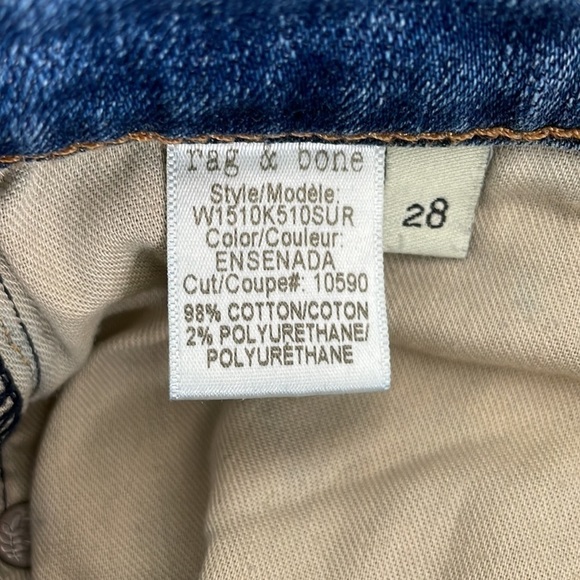 rag & bone
Style/Modèle:
W1510K510SUR
Color/Couleur:
ENSENADA
Cut/Coupe#: 10590
98% COTTON/COTON
2% POLYURETHANE/
POLYURÉTHANE
28